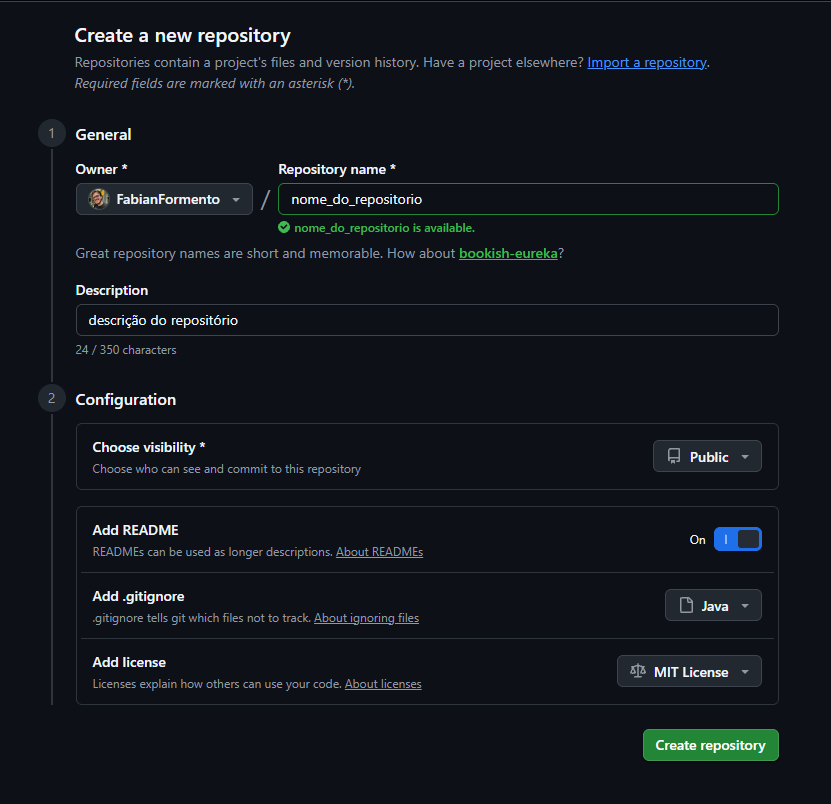 Create a new repository
Repositories contain a project's files and version history. Have a project elsewhere? Import a repository.
Required fields are marked with an asterisk (*).
1
General
Owner *
Repository name *
FabianFormento
/
nome_do_repositorio
nome_do_repositorio is available.
Great repository names are short and memorable. How about bookish-eureka?
Description
descrição do repositório
24 / 350 characters
2
Configuration
Choose visibility *
Choose who can see and commit to this repository
Public
Add README
READMEs can be used as longer descriptions. About READMEs
On
Add .gitignore
.gitignore tells git which files not to track. About ignoring files
Java
Add license
Licenses explain how others can use your code. About licenses
MIT License
Create repository